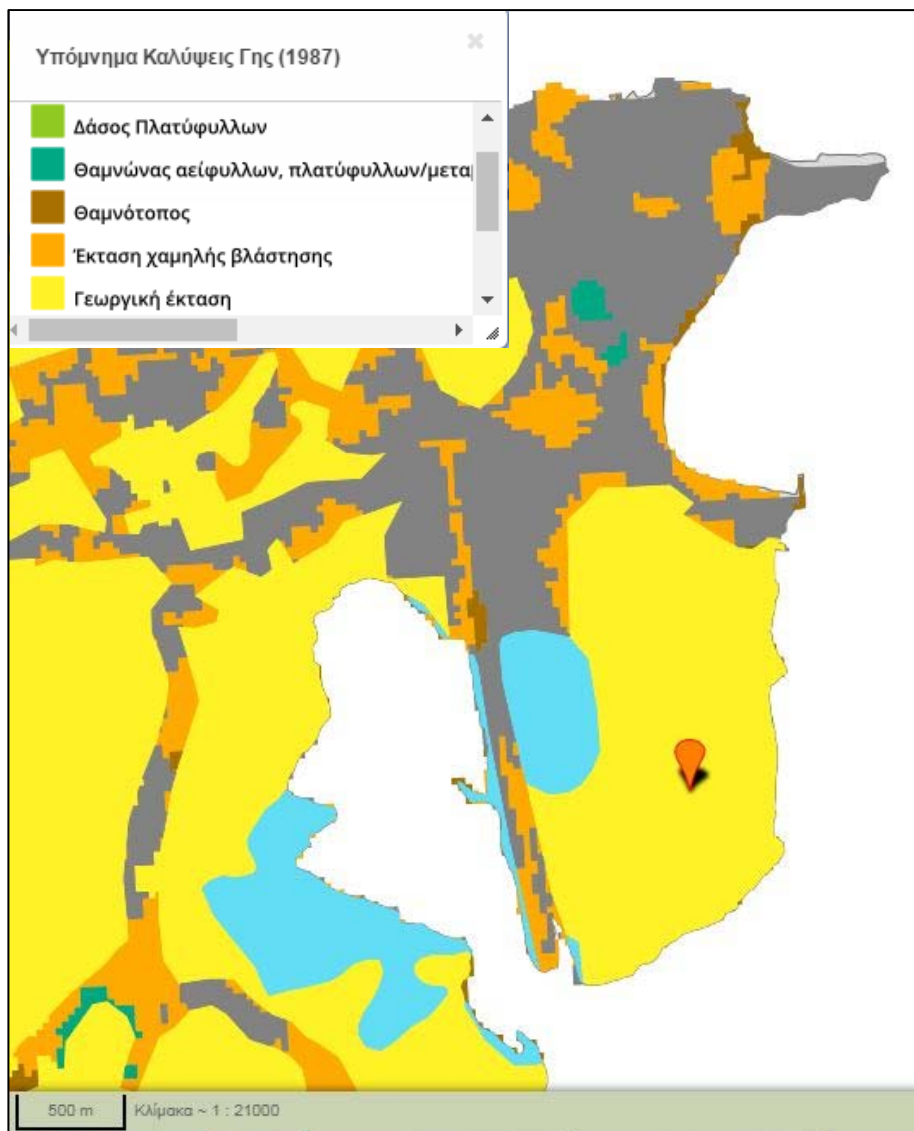 Υπόμνημα Καλύψεις Γης (1987)
Δάσος Πλατύφυλλων
Θαμνώνας αείφυλλων, πλατύφυλλων/μετα
Θαμνότοπος
Έκταση χαμηλής βλάστησης
Γεωργική έκταση
500 m
Κλίμακα ~ 1 : 21000